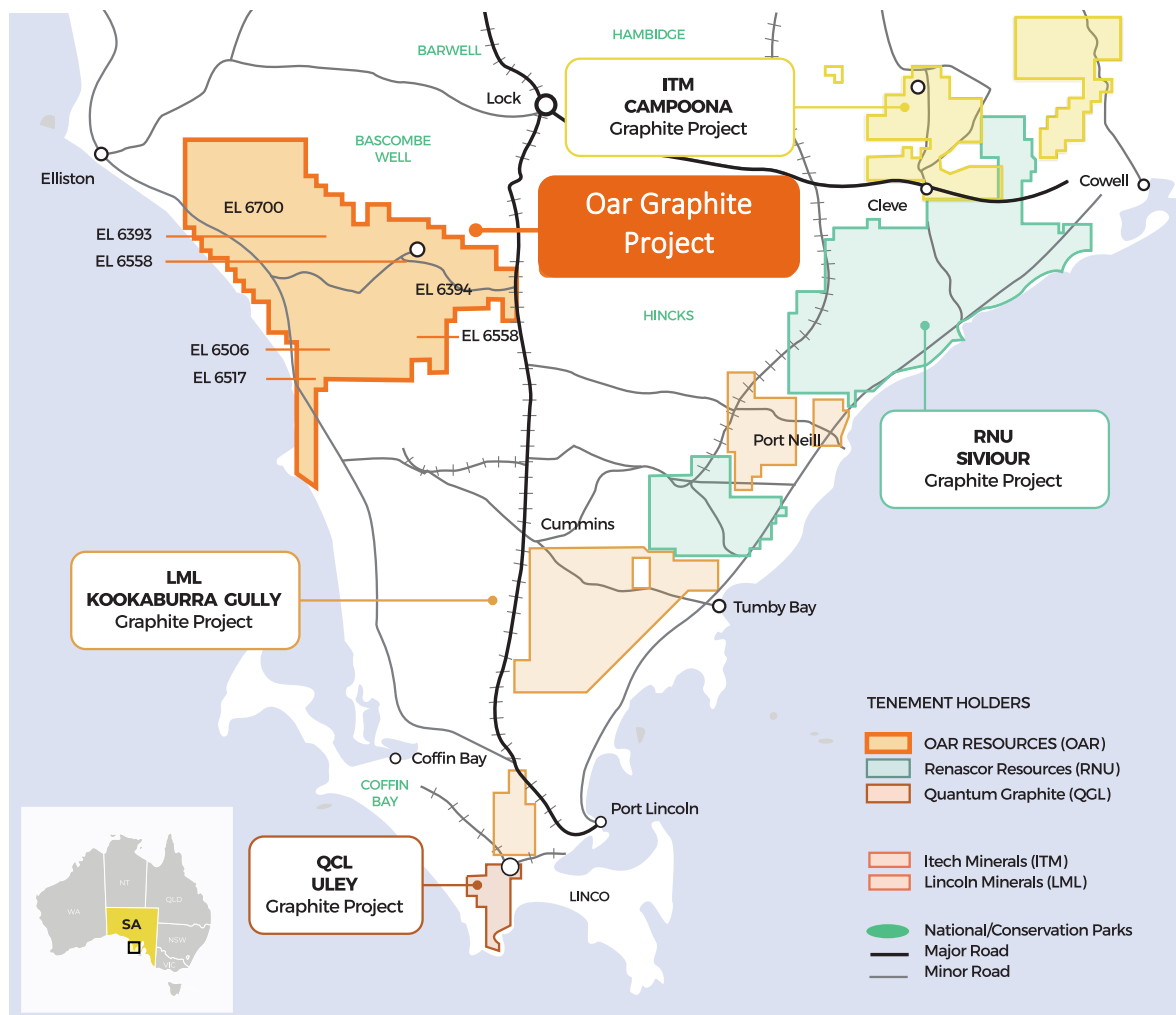 HAMBIDGE
BARWELL
ITM
CAMPOONA
Graphite Project
Lock
BASCOMBE
WELL
Elliston
Cowell
Cleve
Oar Graphite
Project
EL 6700
EL 6393
EL 6558
EL 6394
HINCKS
EL 6558
EL 6506
EL 6517
RNU
SIVIOUR
Graphite Project
Port Neill
Cummins
LML
KOOKABURRA GULLY
Graphite Project
Tumby Bay
TENEMENT HOLDERS
OAR RESOURCES (OAR)
Renascor Resources (RNU)
Quantum Graphite (QGL)
Itech Minerals (ITM)
Lincoln Minerals (LML)
National/Conservation Parks
Major Road
Minor Road
Coffin Bay
COFFIN
BAY
Port Lincoln
QCL
ULEY
Graphite Project
LINCO
NT
QLD
WA
SA
NSW
VIC